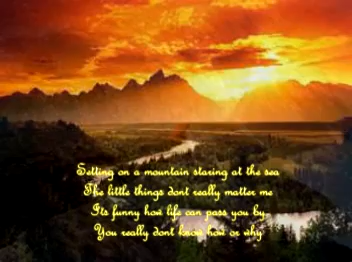 Setting on a mountain staring at the sea
The little things dont really matter me
Its funny how life can pass you by
You really dont know how or why